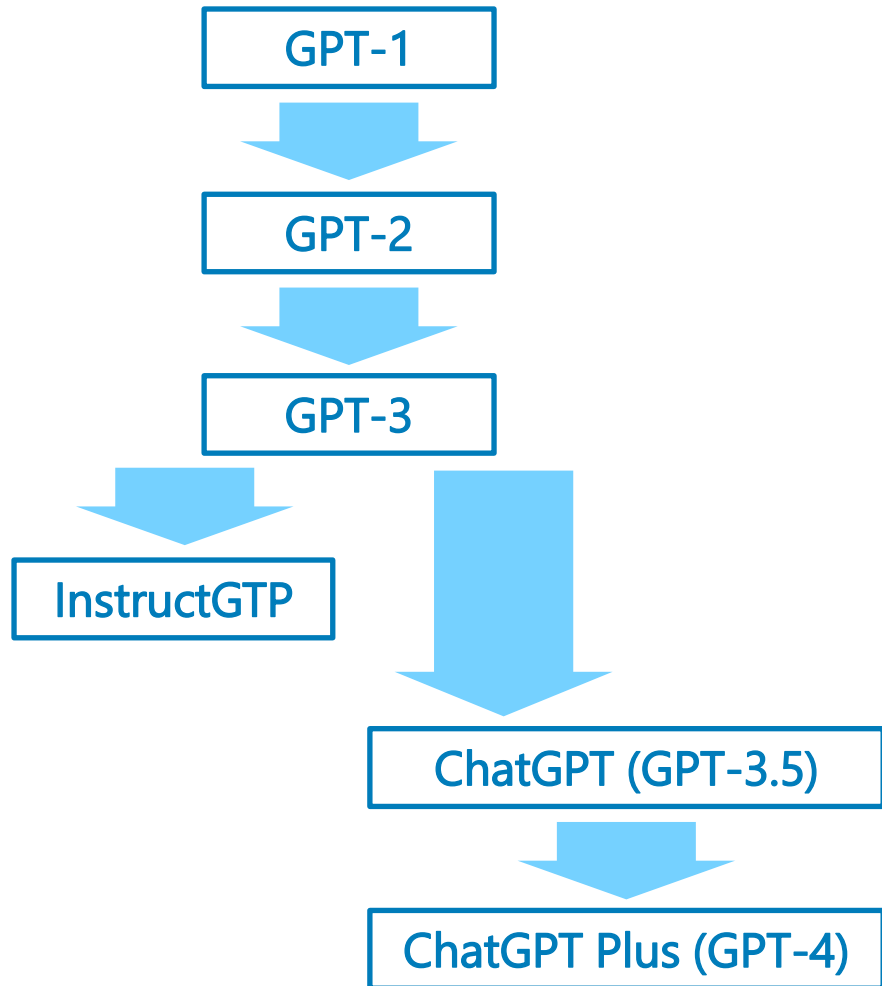 GPT-1
GPT-2
GPT-3
InstructGTP
ChatGPT (GPT-3.5)
ChatGPT Plus (GPT-4)